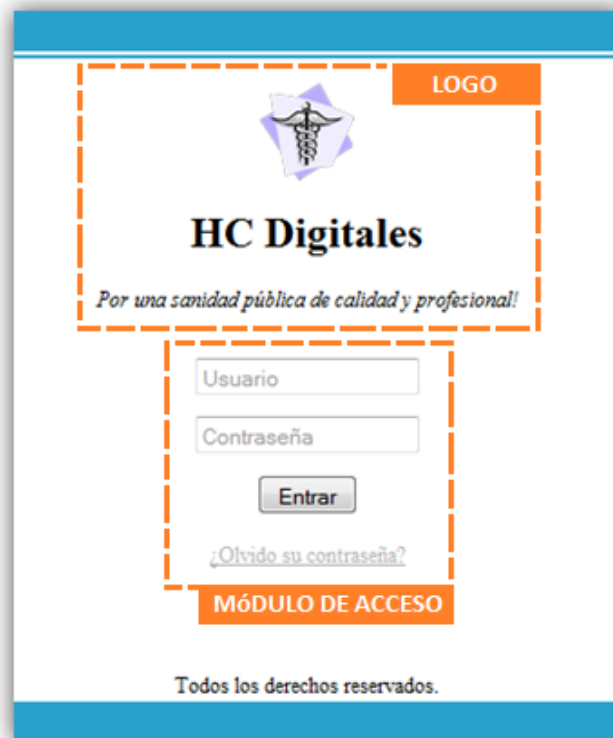 LOGO
HC Digitales
Por una sanidad pública de calidad y profesional!
Usuario
Contraseña
Entrar
¿Olvido su contraseña?
MóDULO DE ACCESO
Todos los derechos reservados.